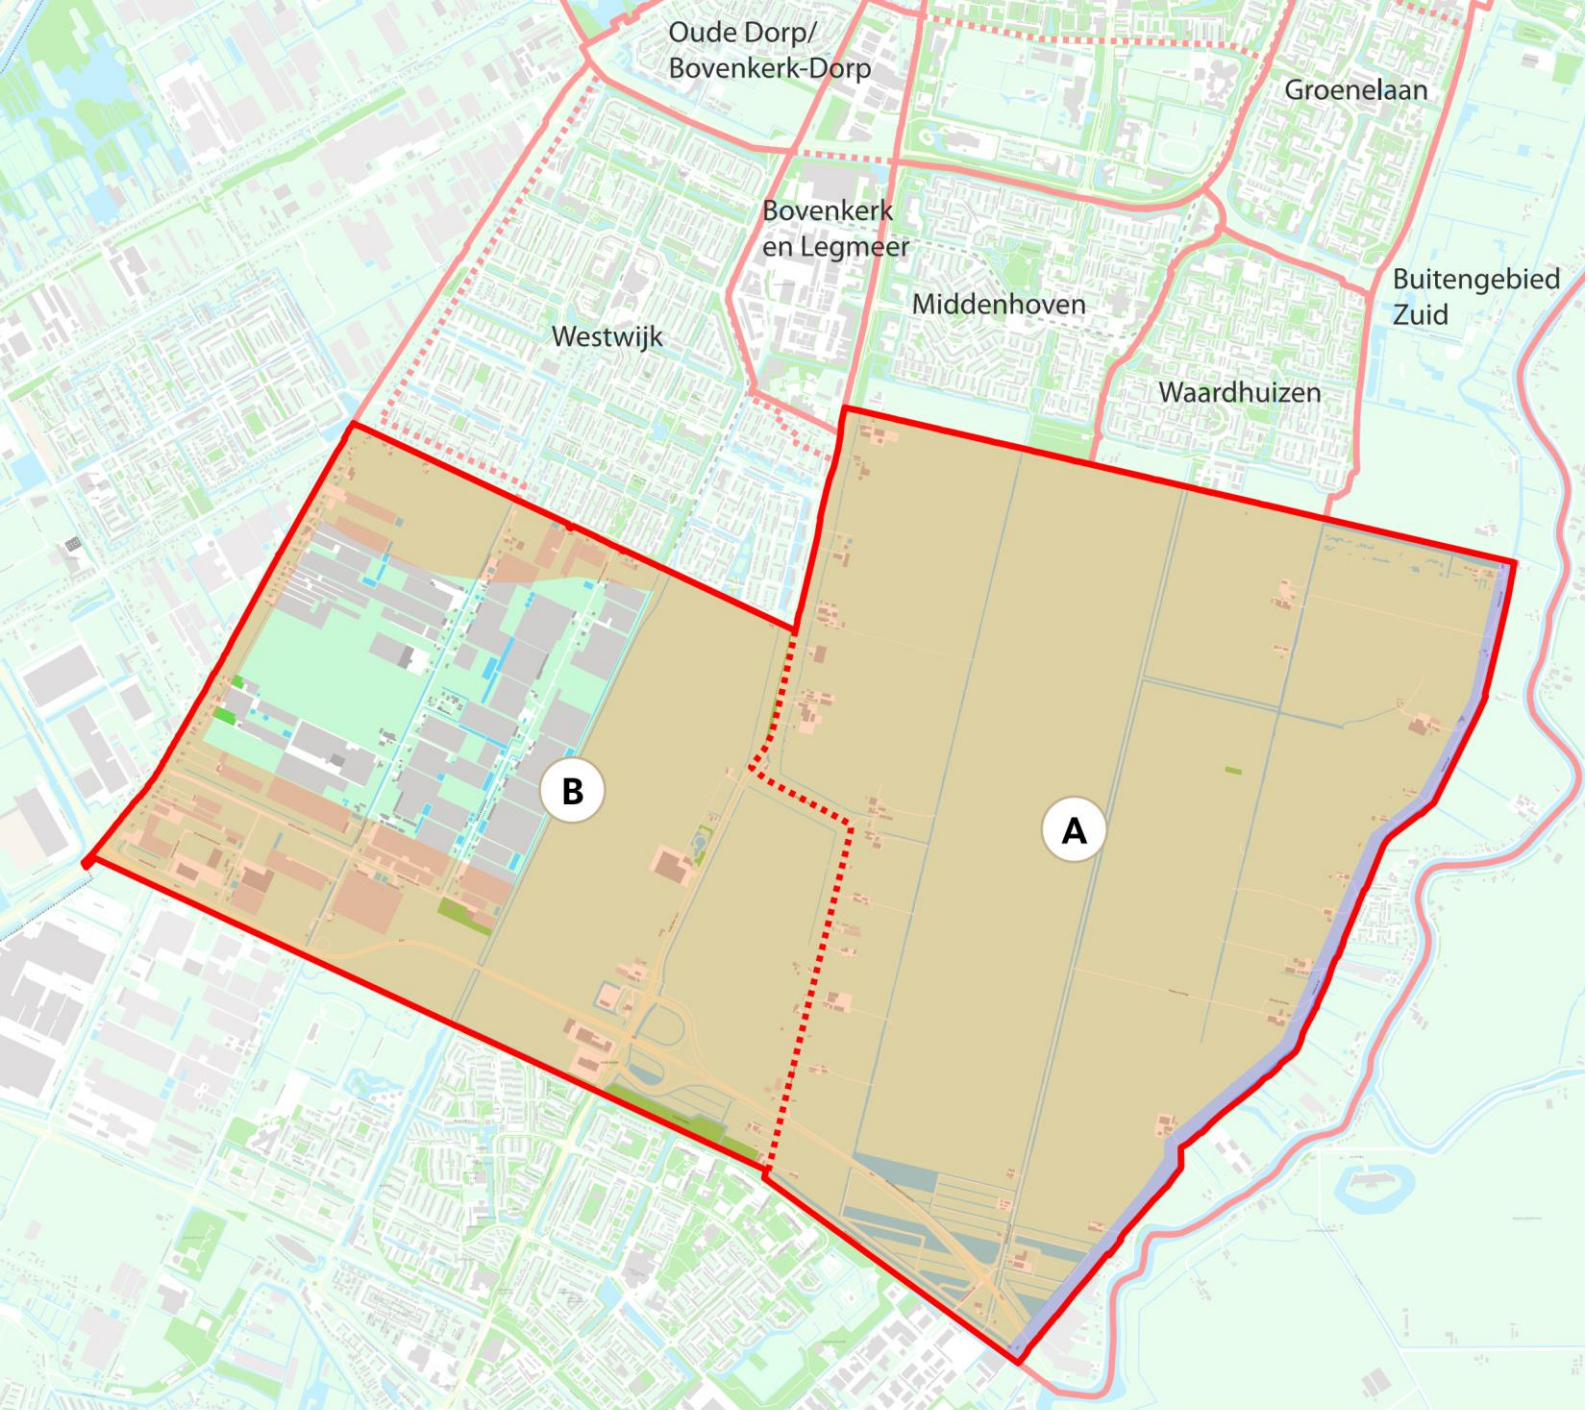 Oude Dorp/
Bovenkerk-Dorp
Groenelaan
Bovenkerk
en Legmeer
Buitengebied
Zuid
Middenhoven
Westwijk
Waardhuizen
B
A